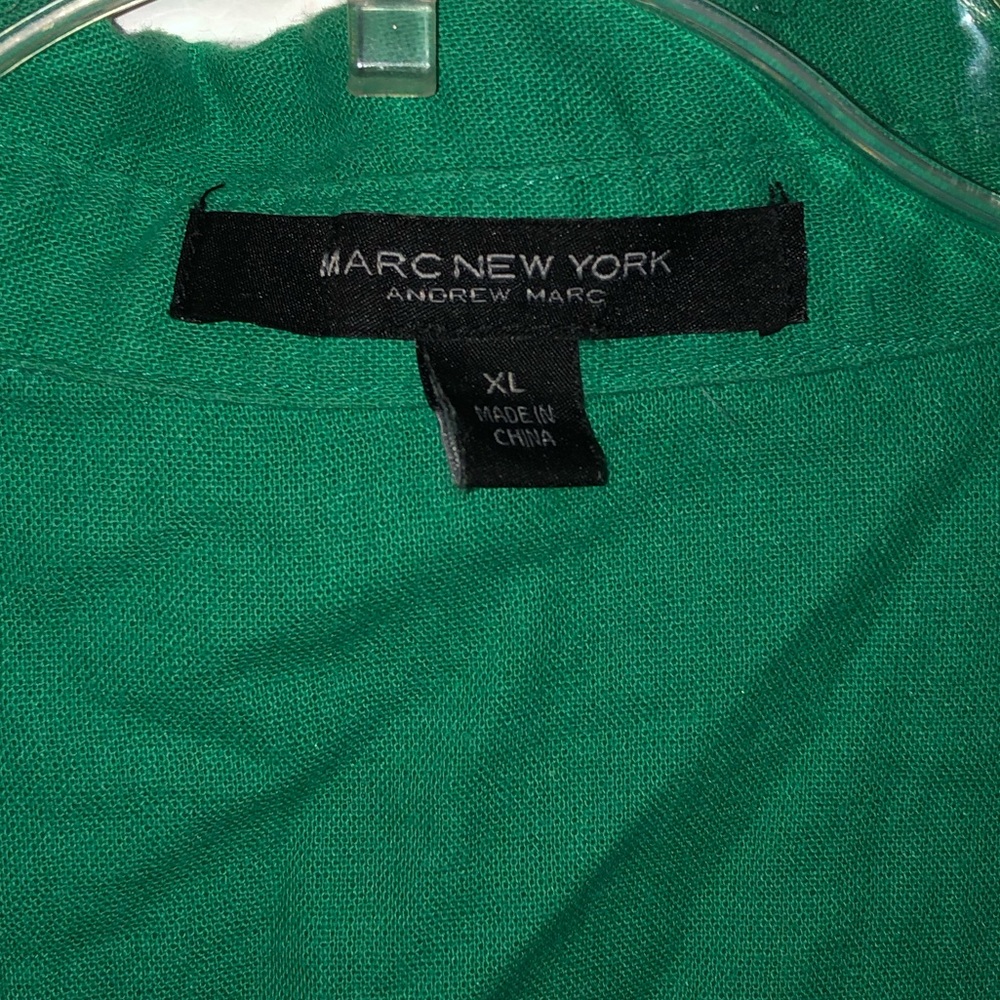 MARC NEW YORK
ANDREW MARC
XL
MADE IN
CHINA